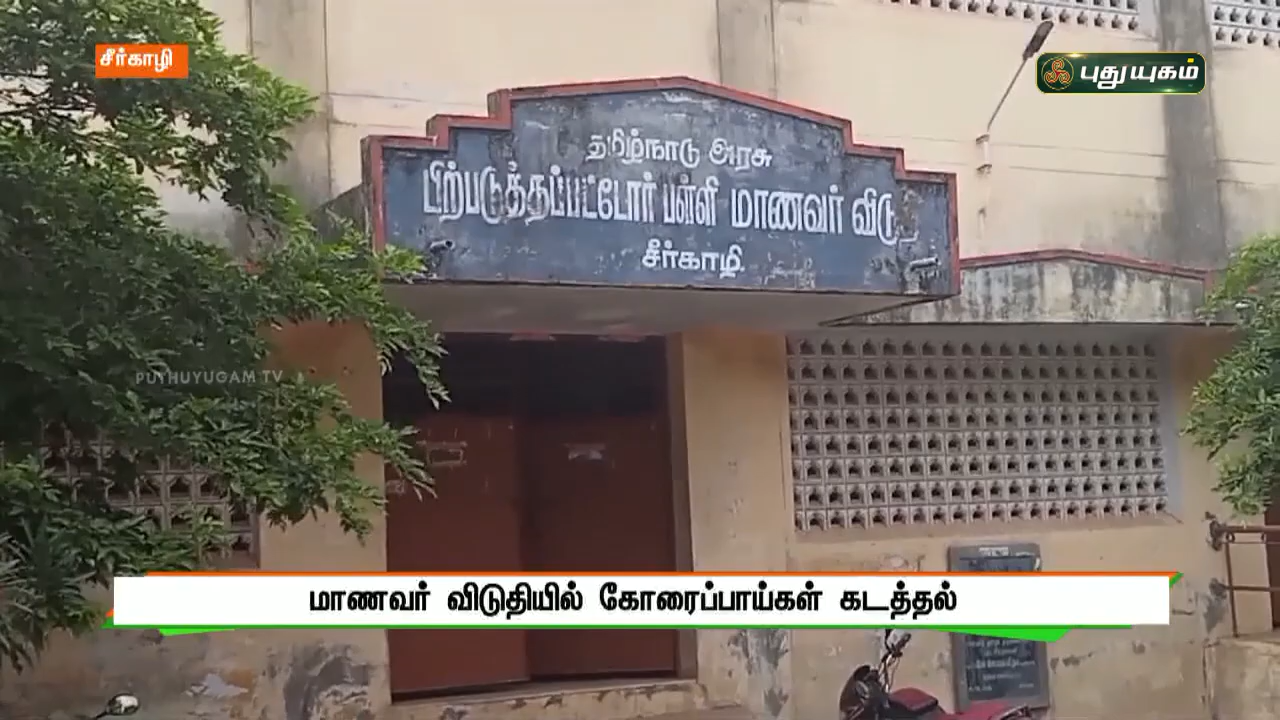 சீர்காழி
புதுயுகம்
தமிழ்நாடு அரசு
பிற்படுத்தப்பட்டோர் பள்ளி மாணவர்
சீர்காழி
PUTHUYUGAM TV
மாணவர் விடுதியில் கோரைப்பாய்கள் கடத்தல்